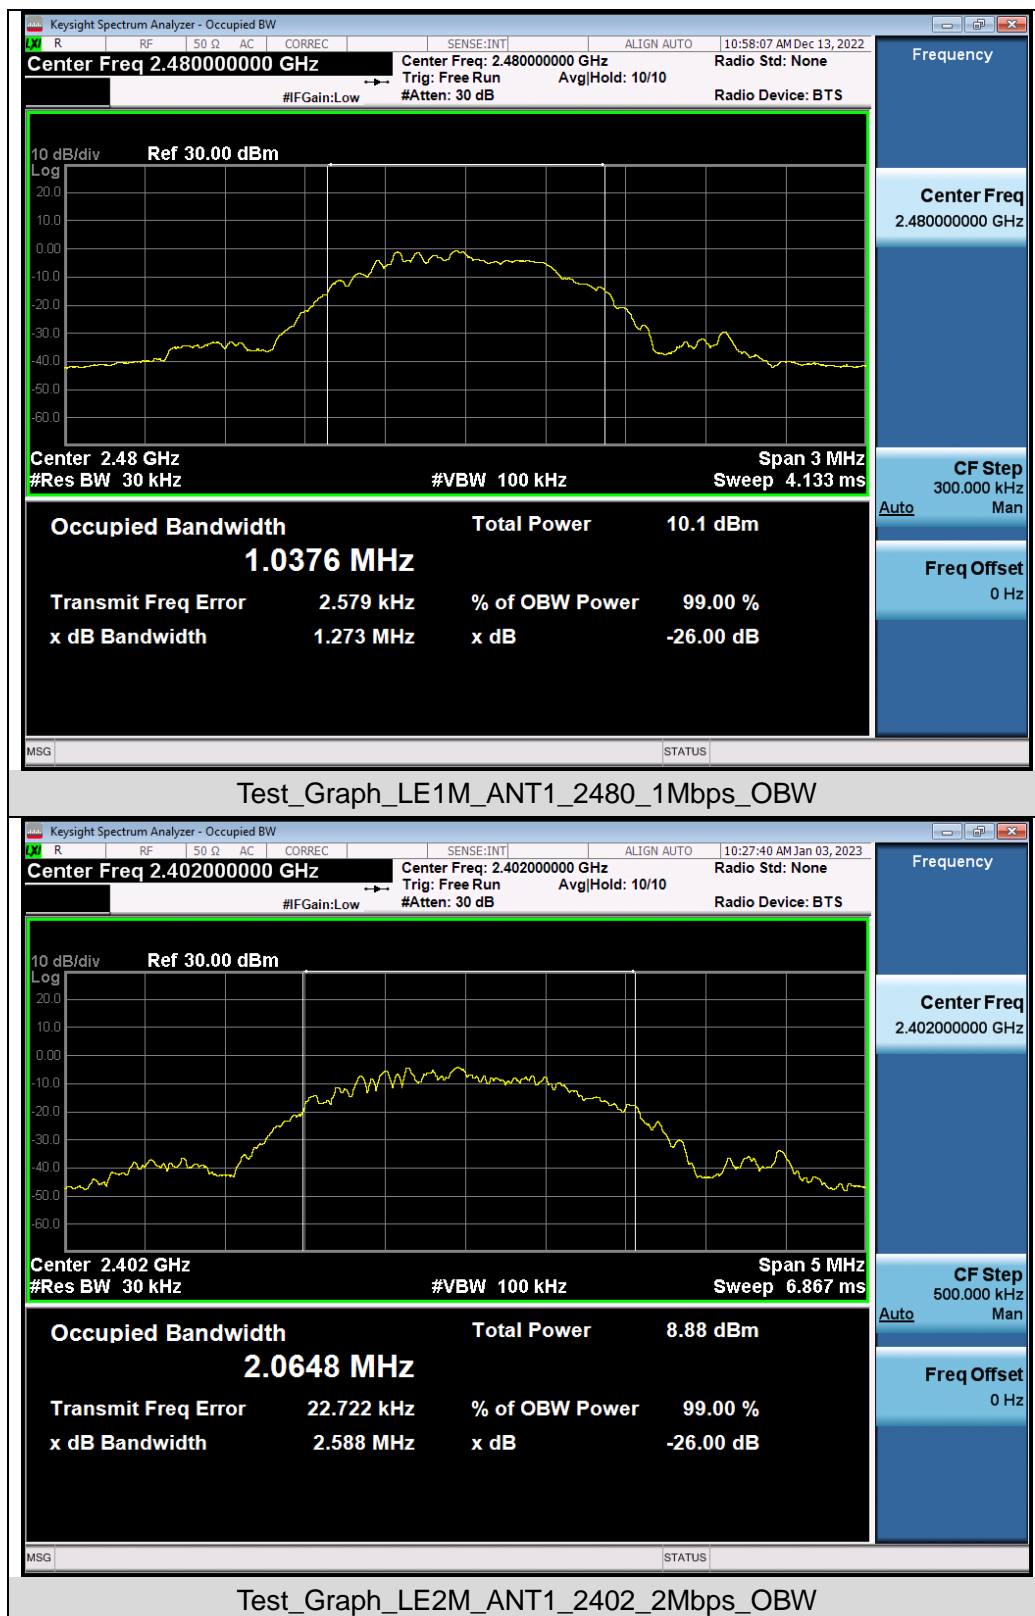 Keysight Spectrum Analyzer - Occupied BW
LXI R RF 50 Ω AC CORREC SENSE:INT ALIGN AUTO 10:58:07 AM Dec 13, 2022
Center Freq 2.480000000 GHz Center Freq: 2.480000000 GHz Radio Std: None
Trig: Free Run Avg|Hold: 10/10
#IFGain:Low #Atten: 30 dB Radio Device: BTS
10 dB/div Ref 30.00 dBm
Log
20.0
10.0
0.00
-10.0
-20.0
-30.0
-40.0
-50.0
-60.0
Center 2.48 GHz Span 3 MHz
#Res BW 30 kHz #VBW 100 kHz Sweep 4.133 ms
Occupied Bandwidth Total Power 10.1 dBm
1.0376 MHz
Transmit Freq Error 2.579 kHz % of OBW Power 99.00 %
x dB Bandwidth 1.273 MHz x dB -26.00 dB
MSG STATUS
Frequency
Center Freq
2.480000000 GHz
CF Step
300.000 kHz
Auto Man
Freq Offset
0 Hz
Test_Graph_LE1M_ANT1_2480_1Mbps_OBW
Keysight Spectrum Analyzer - Occupied BW
LXI R RF 50 Ω AC CORREC SENSE:INT ALIGN AUTO 10:27:40 AM Jan 03, 2023
Center Freq 2.402000000 GHz Center Freq: 2.402000000 GHz Radio Std: None
Trig: Free Run Avg|Hold: 10/10
#IFGain:Low #Atten: 30 dB Radio Device: BTS
10 dB/div Ref 30.00 dBm
Log
20.0
10.0
0.00
-10.0
-20.0
-30.0
-40.0
-50.0
-60.0
Center 2.402 GHz Span 5 MHz
#Res BW 30 kHz #VBW 100 kHz Sweep 6.867 ms
Occupied Bandwidth Total Power 8.88 dBm
2.0648 MHz
Transmit Freq Error 22.722 kHz % of OBW Power 99.00 %
x dB Bandwidth 2.588 MHz x dB -26.00 dB
MSG STATUS
Frequency
Center Freq
2.402000000 GHz
CF Step
500.000 kHz
Auto Man
Freq Offset
0 Hz
Test_Graph_LE2M_ANT1_2402_2Mbps_OBW